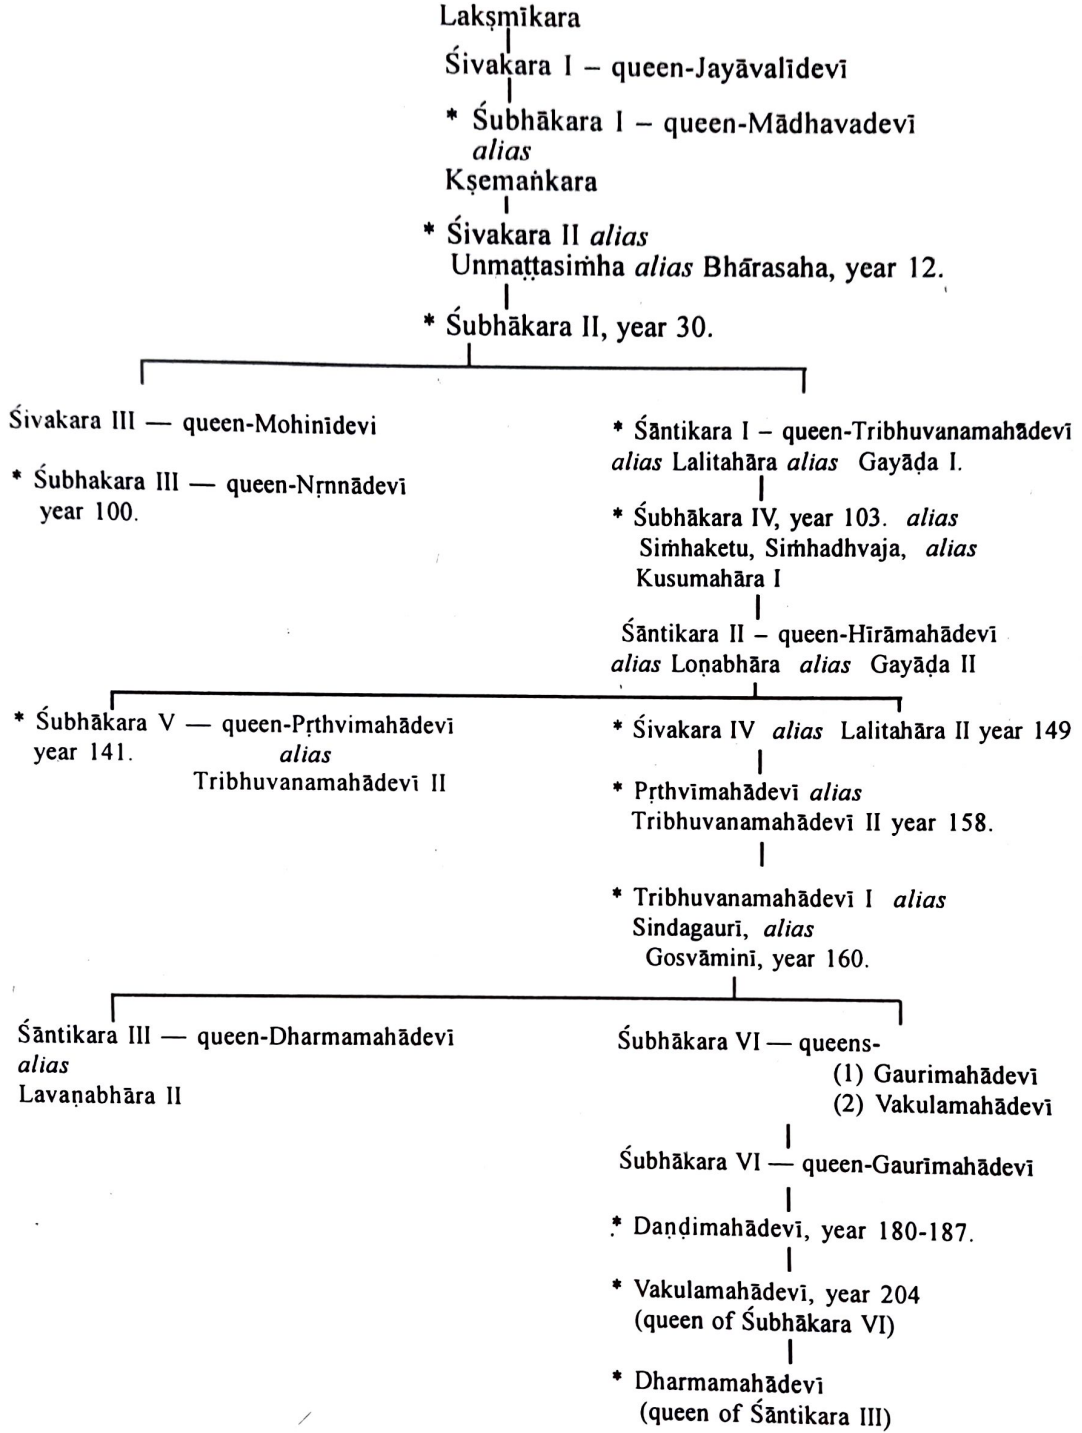 Lakṣmīkara
Śivakara I – queen-Jayāvalīdevī
* Śubhākara I – queen-Mādhavadevī
alias
Kṣemaṅkara
* Śivakara II alias
Unmaṭṭasiṁha alias Bhārasaha, year 12.
* Śubhākara II, year 30.
Śivakara III — queen-Mohinīdevi
* Śubhakara III — queen-Nṛnnādevī
year 100.
* Śāntikara I – queen-Tribhuvanamahādevī
alias Lalitahāra alias Gayāḍa I.
* Śubhākara IV, year 103. alias
Siṁhaketu, Siṁhadhvaja, alias
Kusumahāra I
Śāntikara II – queen-Hīrāmahādevī
alias Loṇabhāra alias Gayāḍa II
* Śubhākara V — queen-Pṛthvimahādevī
year 141. alias
Tribhuvanamahādevī II
* Śivakara IV alias Lalitahāra II year 149
* Pṛthvīmahādevī alias
Tribhuvanamahādevī II year 158.
* Tribhuvanamahādevī I alias
Sindagaurī, alias
Gosvāminī, year 160.
Śāntikara III — queen-Dharmamahādevī
alias
Lavaṇabhāra II
Śubhākara VI — queens-
(1) Gaurimahādevī
(2) Vakulamahādevī
Śubhākara VI — queen-Gaurīmahādevī
* Daṇḍimahādevī, year 180-187.
* Vakulamahādevī, year 204
(queen of Śubhākara VI)
* Dharmamahādevī
(queen of Śāntikara III)